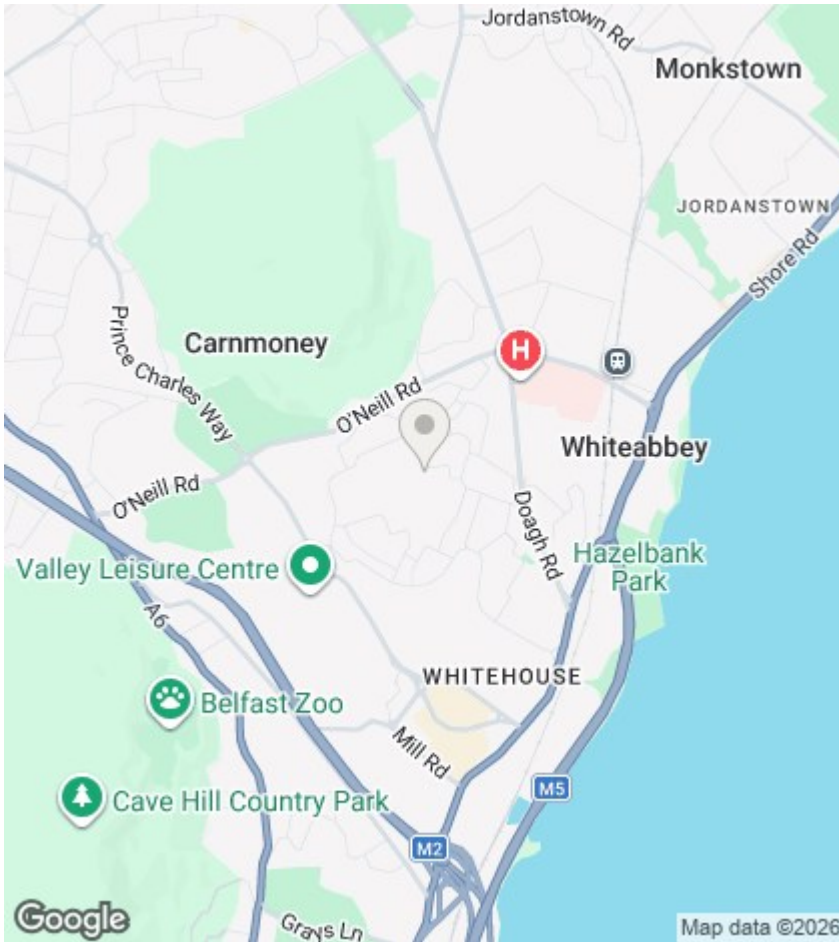 Jordanstown Rd
Monkstown
JORDANSTOWN
Shore Rd
Prince Charles Way
Carnmoney
H
O'Neill Rd
Whiteabbey
O'Neill Rd
Doagh Rd
Valley Leisure Centre
Hazelbank
Park
A6
WHITEHOUSE
Belfast Zoo
Mill Rd
Cave Hill Country Park
M5
M2
Google
Grays Ln
Map data ©2026